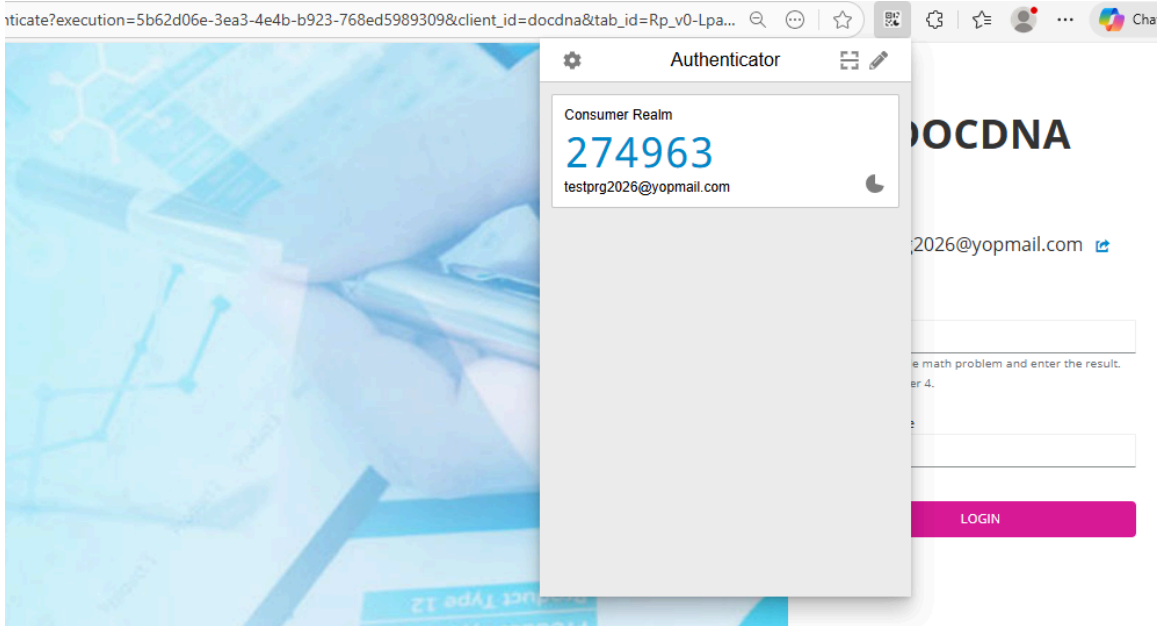 nticate?execution=5b62d06e-3ea3-4e4b-b923-768ed5989309&client_id=docdna&tab_id=Rp_v0-Lpa...
Cha
Authenticator
Consumer Realm
274963
testprg2026@yopmail.com
OCDNA
2026@yopmail.com
e math problem and enter the result.
er 4.
e
LOGIN
Product Type 12